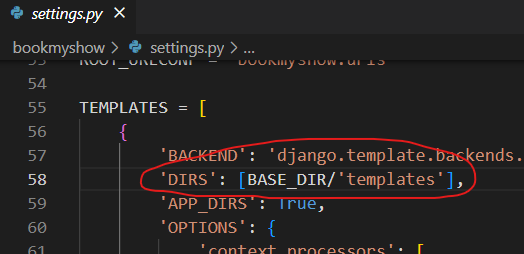 settings.py
bookmyshow > settings.py > ...
53 ROOT_URLCONF = 'bookmyshow.urls'
54
55 TEMPLATES = [
56 {
57 'BACKEND': 'django.template.backends.
58 'DIRS': [BASE_DIR/'templates'],
59 'APP_DIRS': True,
60 'OPTIONS': {
61 'context_processors': [